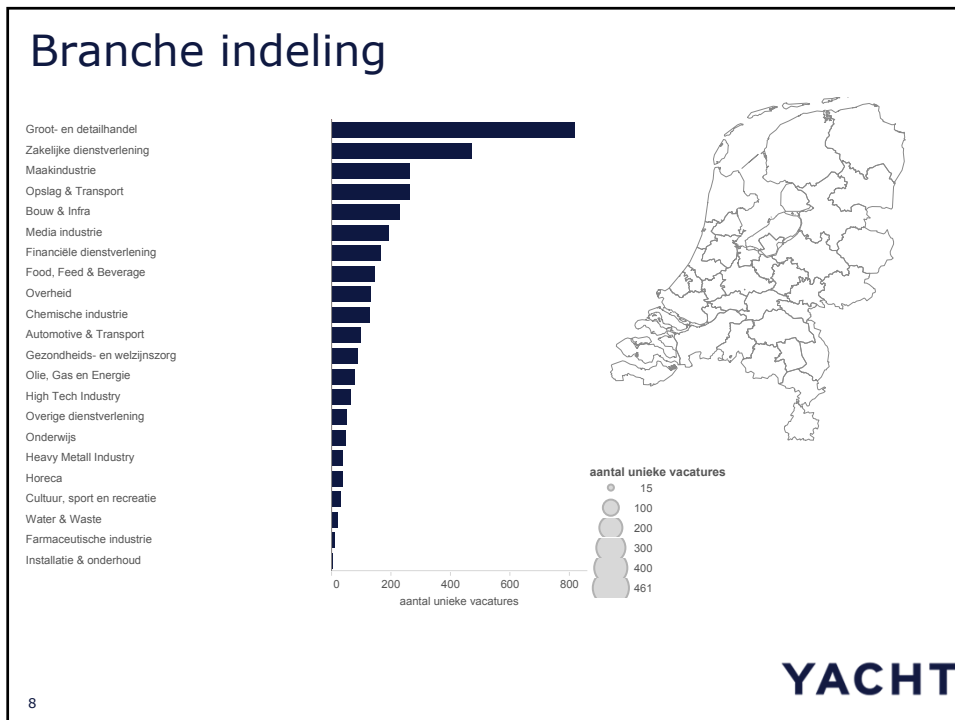 Branche indeling
Groot- en detailhandel
Zakelijke dienstverlening
Maakindustrie
Opslag & Transport
Bouw & Infra
Media industrie
Financiële dienstverlening
Food, Feed & Beverage
Overheid
Chemische industrie
Automotive & Transport
Gezondheids- en welzijnszorg
Olie, Gas en Energie
High Tech Industry
Overige dienstverlening
Onderwijs
Heavy Metall Industry
Horeca
Cultuur, sport en recreatie
Water & Waste
Farmaceutische industrie
Installatie & onderhoud
0 200 400 600 800
aantal unieke vacatures
aantal unieke vacatures
15
100
200
300
400
461
YACHT
8